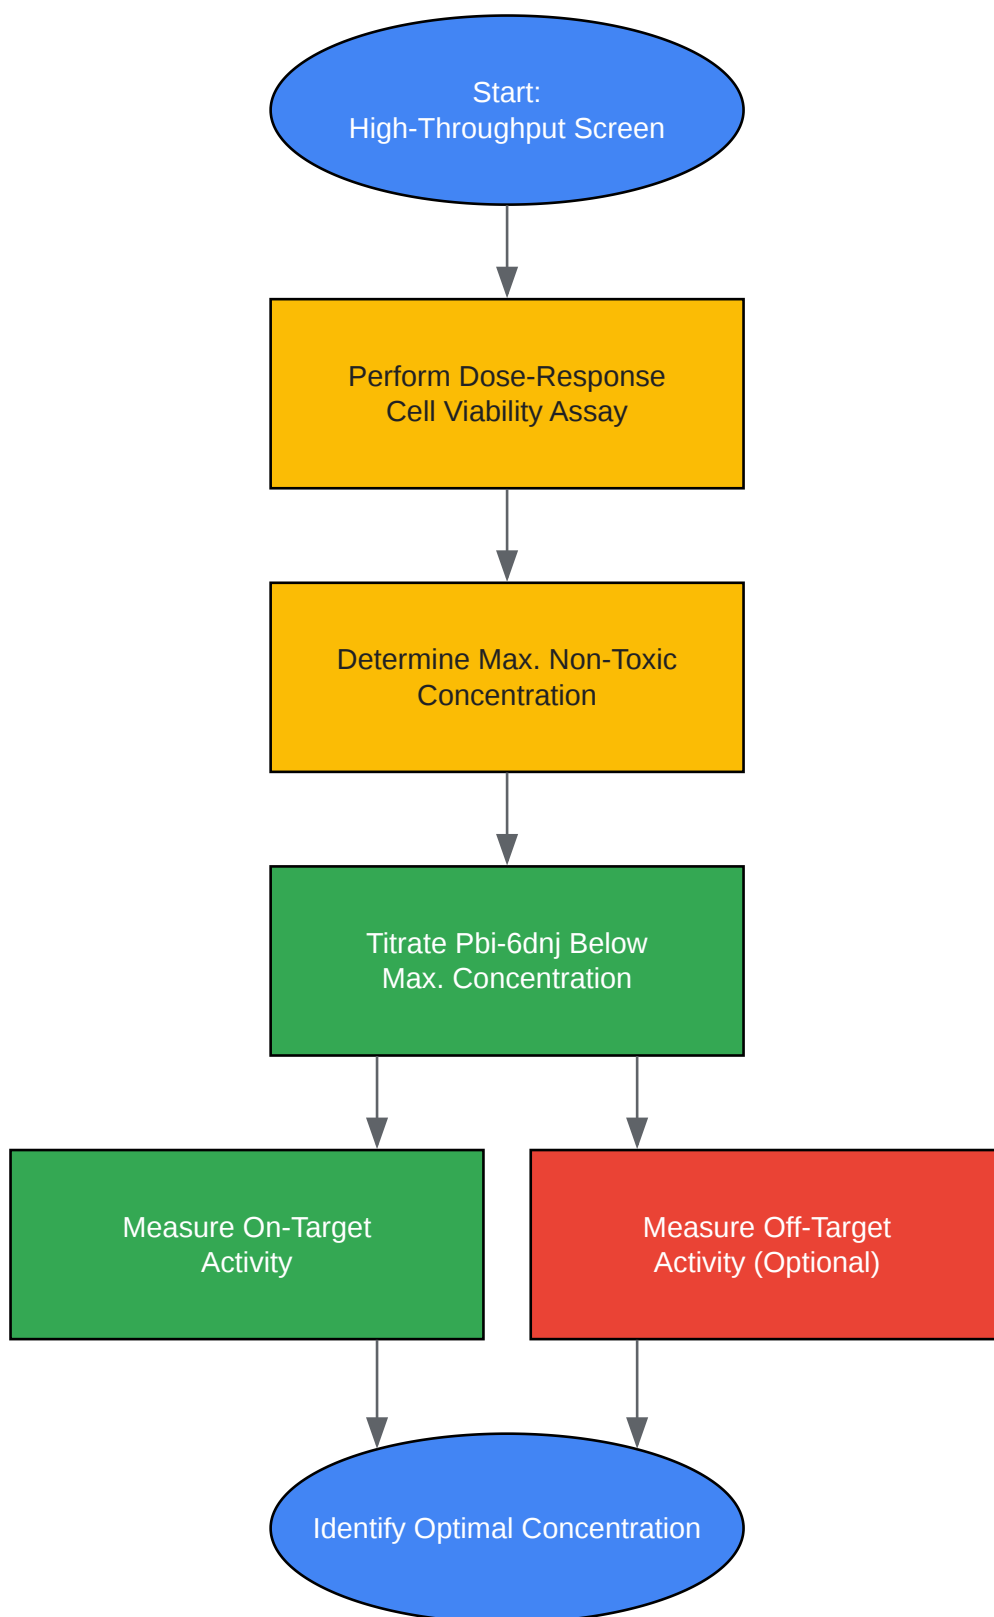 Start:
High-Throughput Screen
Perform Dose-Response
Cell Viability Assay
Determine Max. Non-Toxic
Concentration
Titrate Pbi-6dnj Below
Max. Concentration
Measure On-Target
Activity
Measure Off-Target
Activity (Optional)
Identify Optimal Concentration